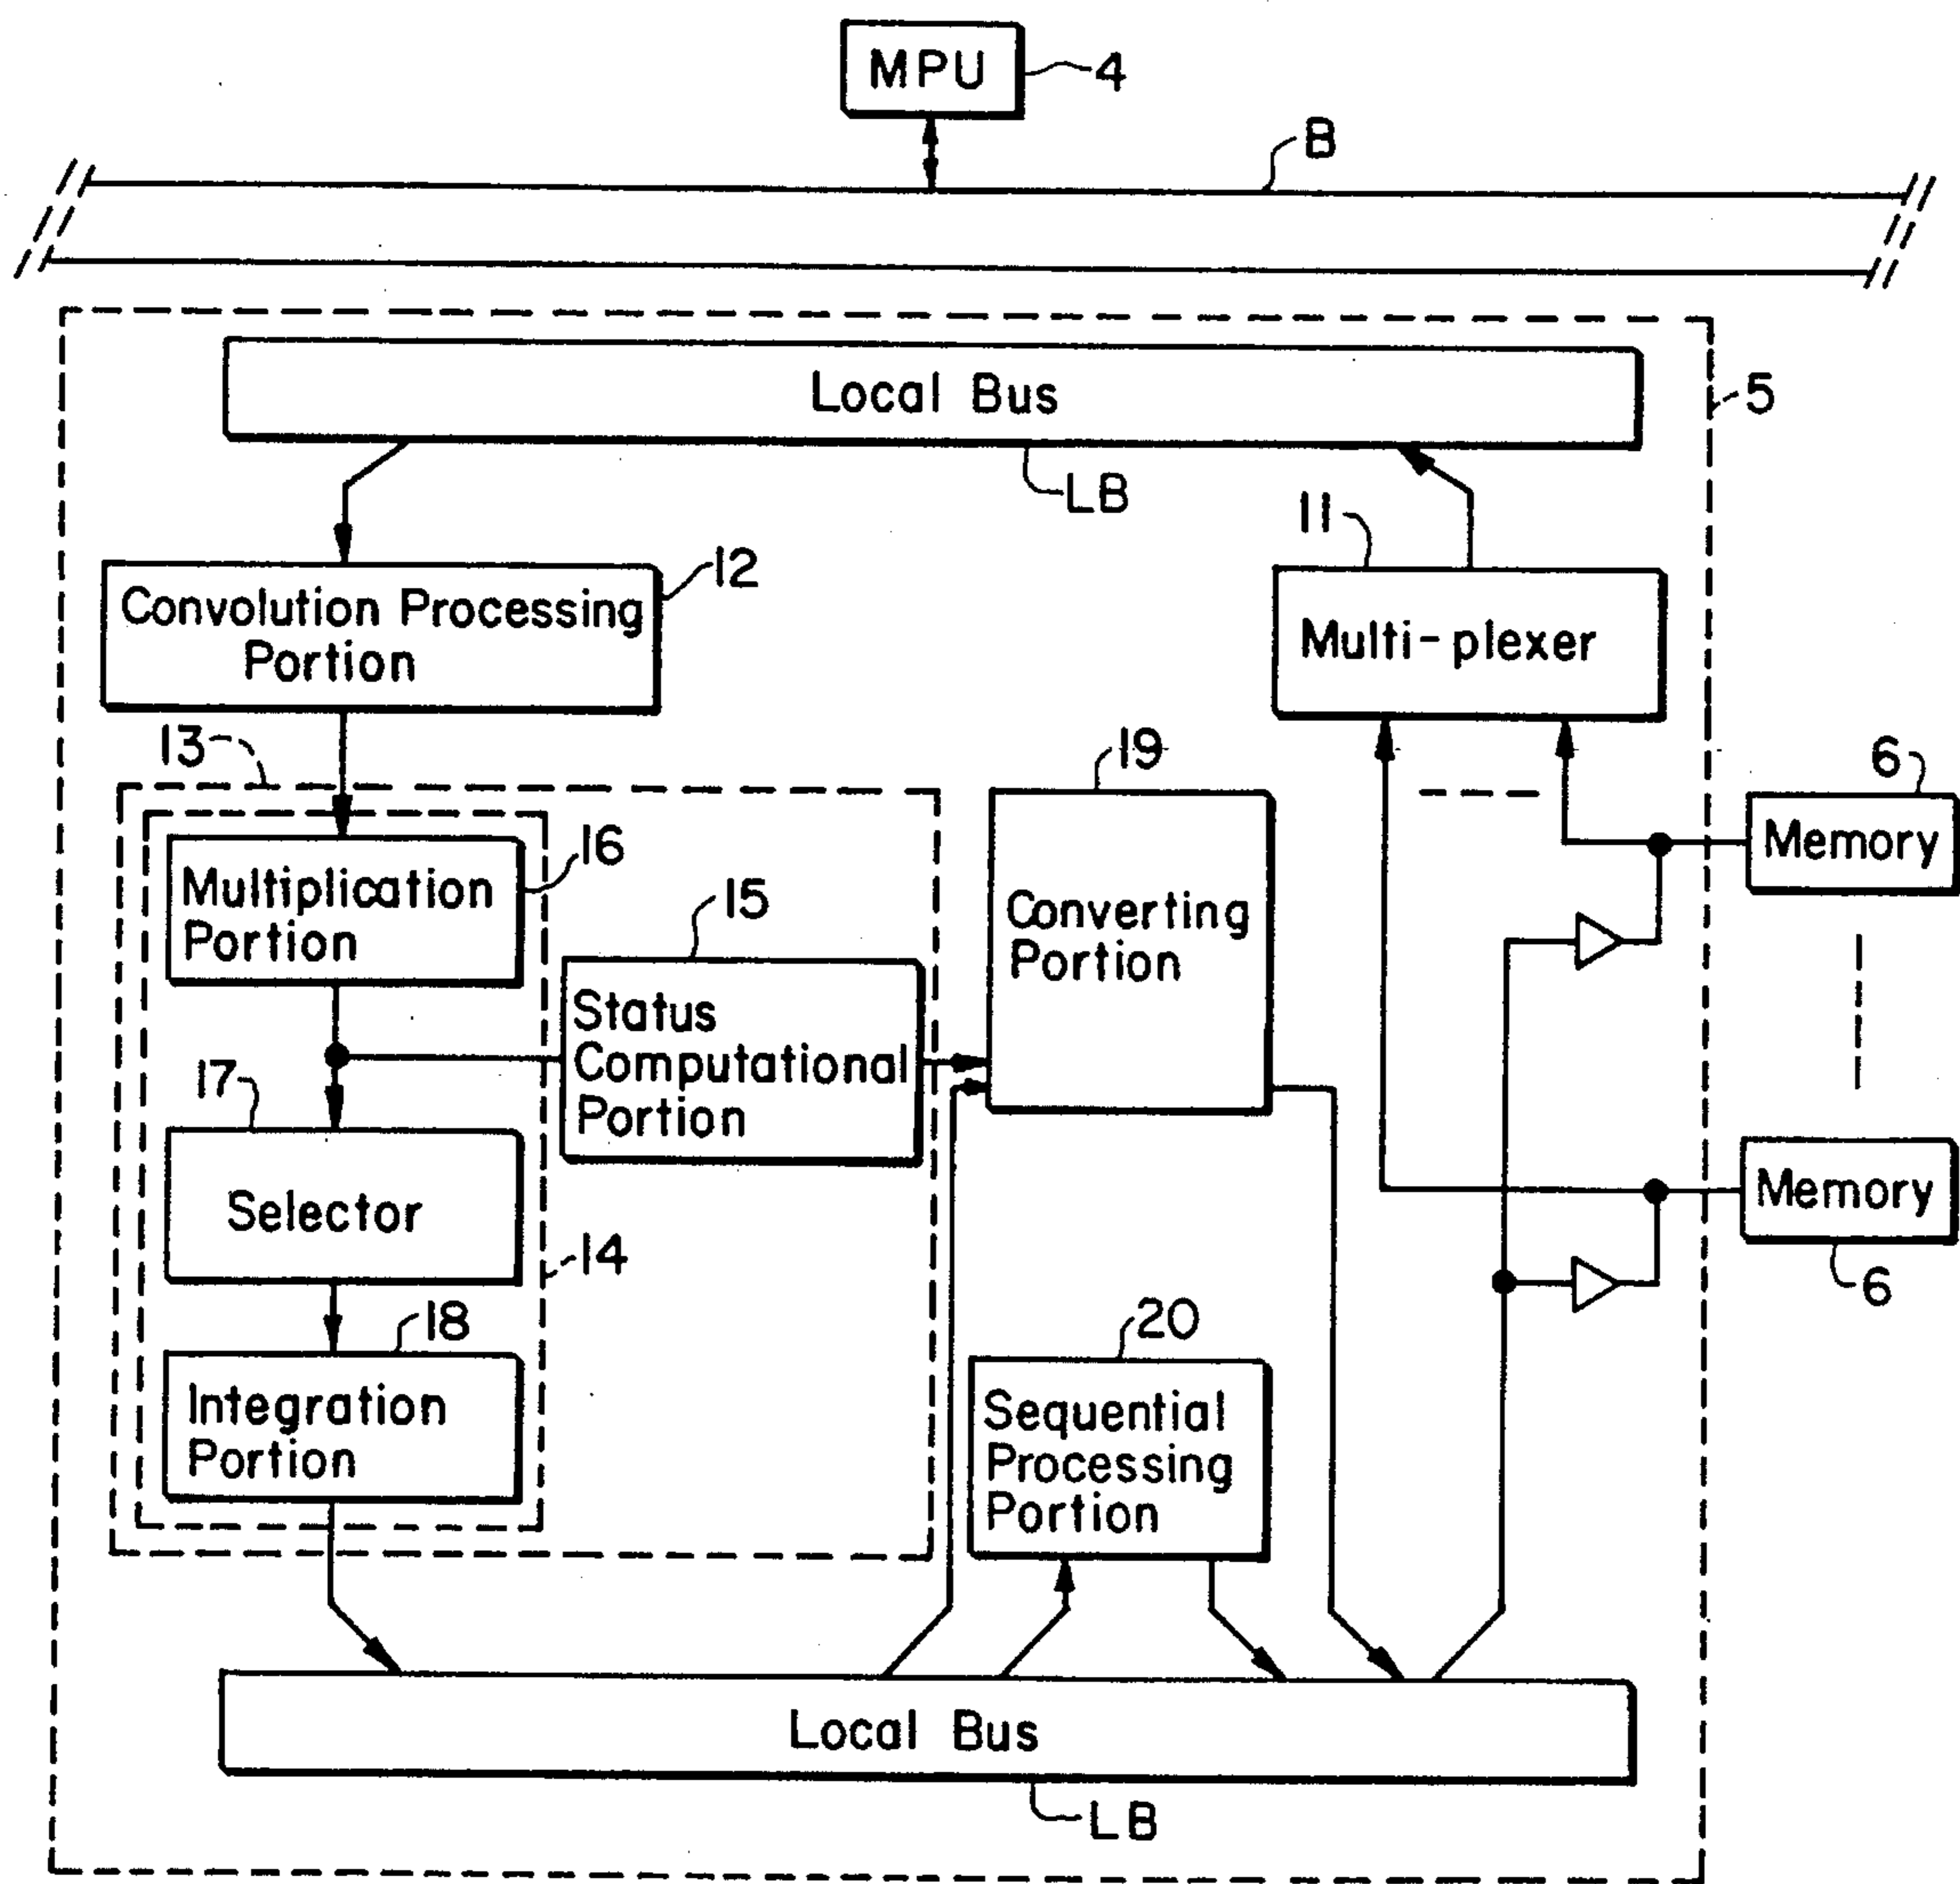 MPU
4
B
Local Bus
5
LB
11
12
Convolution Processing
Portion
Multi-plexer
13
19
6
Memory
16
Multiplication
Portion
15
Converting
Portion
Status
Computational
Portion
17
Selector
14
Memory
6
18
20
Integration
Portion
Sequential
Processing
Portion
Local Bus
LB